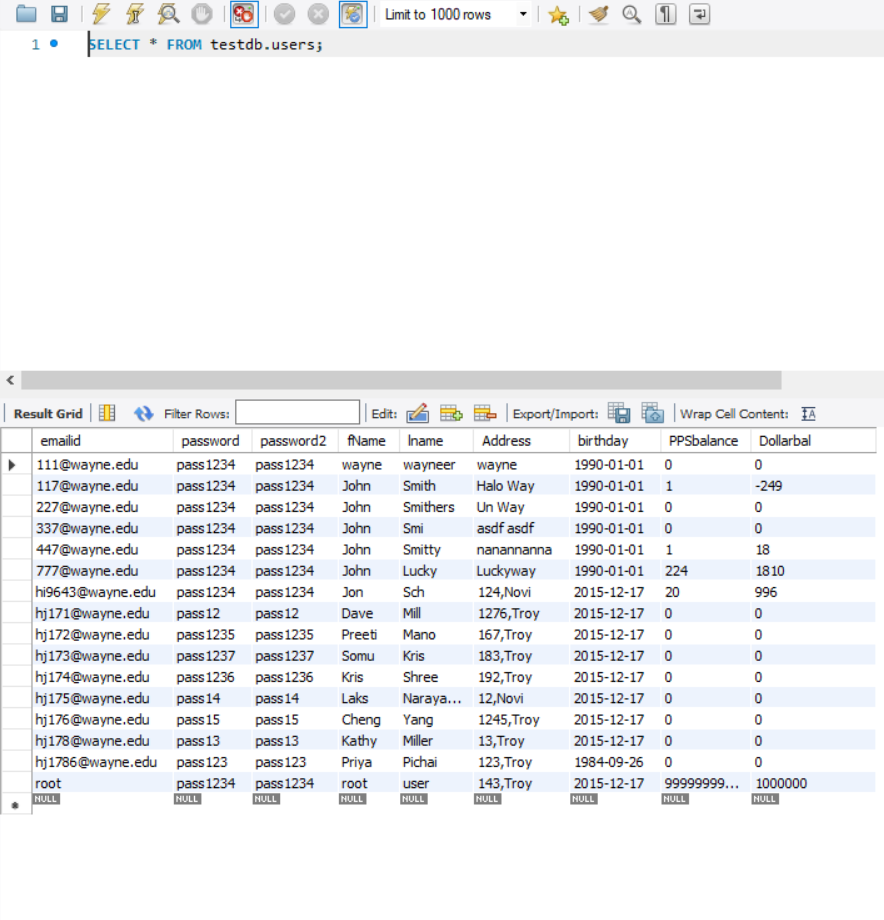 Limit to 1000 rows
1 SELECT * FROM testdb.users;
Result Grid Filter Rows: Edit: Export/Import: Wrap Cell Content:
emailid password password2 fName lname Address birthday PPSbalance Dollarbal
111@wayne.edu pass1234 pass1234 wayne wayneer wayne 1990-01-01 0 0
117@wayne.edu pass1234 pass1234 John Smith Halo Way 1990-01-01 1 -249
227@wayne.edu pass1234 pass1234 John Smithers Un Way 1990-01-01 0 0
337@wayne.edu pass1234 pass1234 John Smi asdf asdf 1990-01-01 0 0
447@wayne.edu pass1234 pass1234 John Smitty nanannanna 1990-01-01 1 18
777@wayne.edu pass1234 pass1234 John Lucky Luckyway 1990-01-01 224 1810
hi9643@wayne.edu pass1234 pass1234 Jon Sch 124,Novi 2015-12-17 20 996
hj171@wayne.edu pass12 pass12 Dave Mill 1276,Troy 2015-12-17 0 0
hj172@wayne.edu pass1235 pass1235 Preeti Mano 167,Troy 2015-12-17 0 0
hj173@wayne.edu pass1237 pass1237 Somu Kris 183,Troy 2015-12-17 0 0
hj174@wayne.edu pass1236 pass1236 Kris Shree 192,Troy 2015-12-17 0 0
hj175@wayne.edu pass14 pass14 Laks Naraya... 12,Novi 2015-12-17 0 0
hj176@wayne.edu pass15 pass15 Cheng Yang 1245,Troy 2015-12-17 0 0
hj178@wayne.edu pass13 pass13 Kathy Miller 13,Troy 2015-12-17 0 0
hj1786@wayne.edu pass123 pass123 Priya Pichai 123,Troy 1984-09-26 0 0
root pass1234 pass1234 root user 143,Troy 2015-12-17 99999999... 1000000
NULL NULL NULL NULL NULL NULL NULL NULL NULL